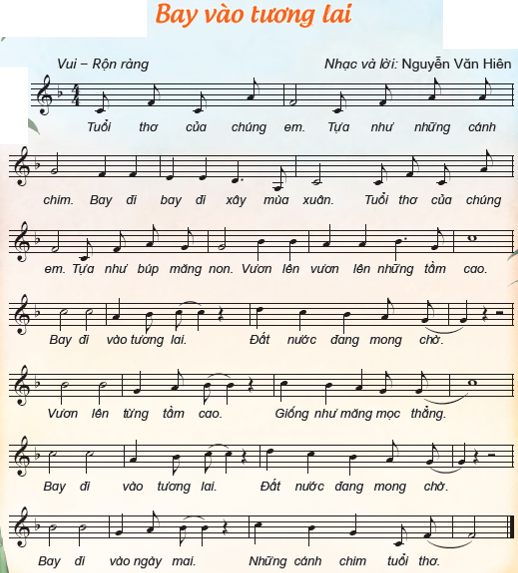 Bay vào tương lai
Vui – Rộn ràng
Nhạc và lời: Nguyễn Văn Hiên
4
4
Tuổi thơ của chúng em. Tựa như những cánh
chim. Bay đi bay đi xây mùa xuân. Tuổi thơ của chúng
em. Tựa như búp măng non. Vươn lên vươn lên những tầm cao.
Bay đi vào tương lai. Đất nước đang mong chờ.
Vươn lên từng tầm cao. Giống như măng mọc thẳng.
Bay đi vào tương lai. Đất nước đang mong chờ.
Bay đi vào ngày mai. Những cánh chim tuổi thơ.